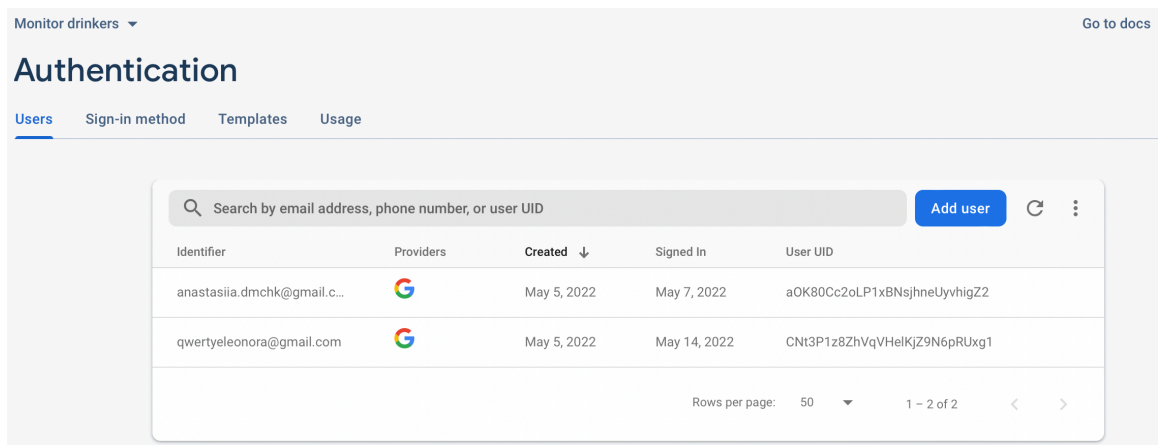 Monitor drinkers Go to docs
Authentication
Users Sign-in method Templates Usage
Search by email address, phone number, or user UID Add user
Identifier Providers Created Signed In User UID
anastasiia.dmchk@gmail.c... May 5, 2022 May 7, 2022 aOK80Cc2oLP1xBNsjhneUyvhigZ2
qwertyeleonora@gmail.com May 5, 2022 May 14, 2022 CNt3P1z8ZhVqVHelKjZ9N6pRUxg1
Rows per page: 50 1 – 2 of 2